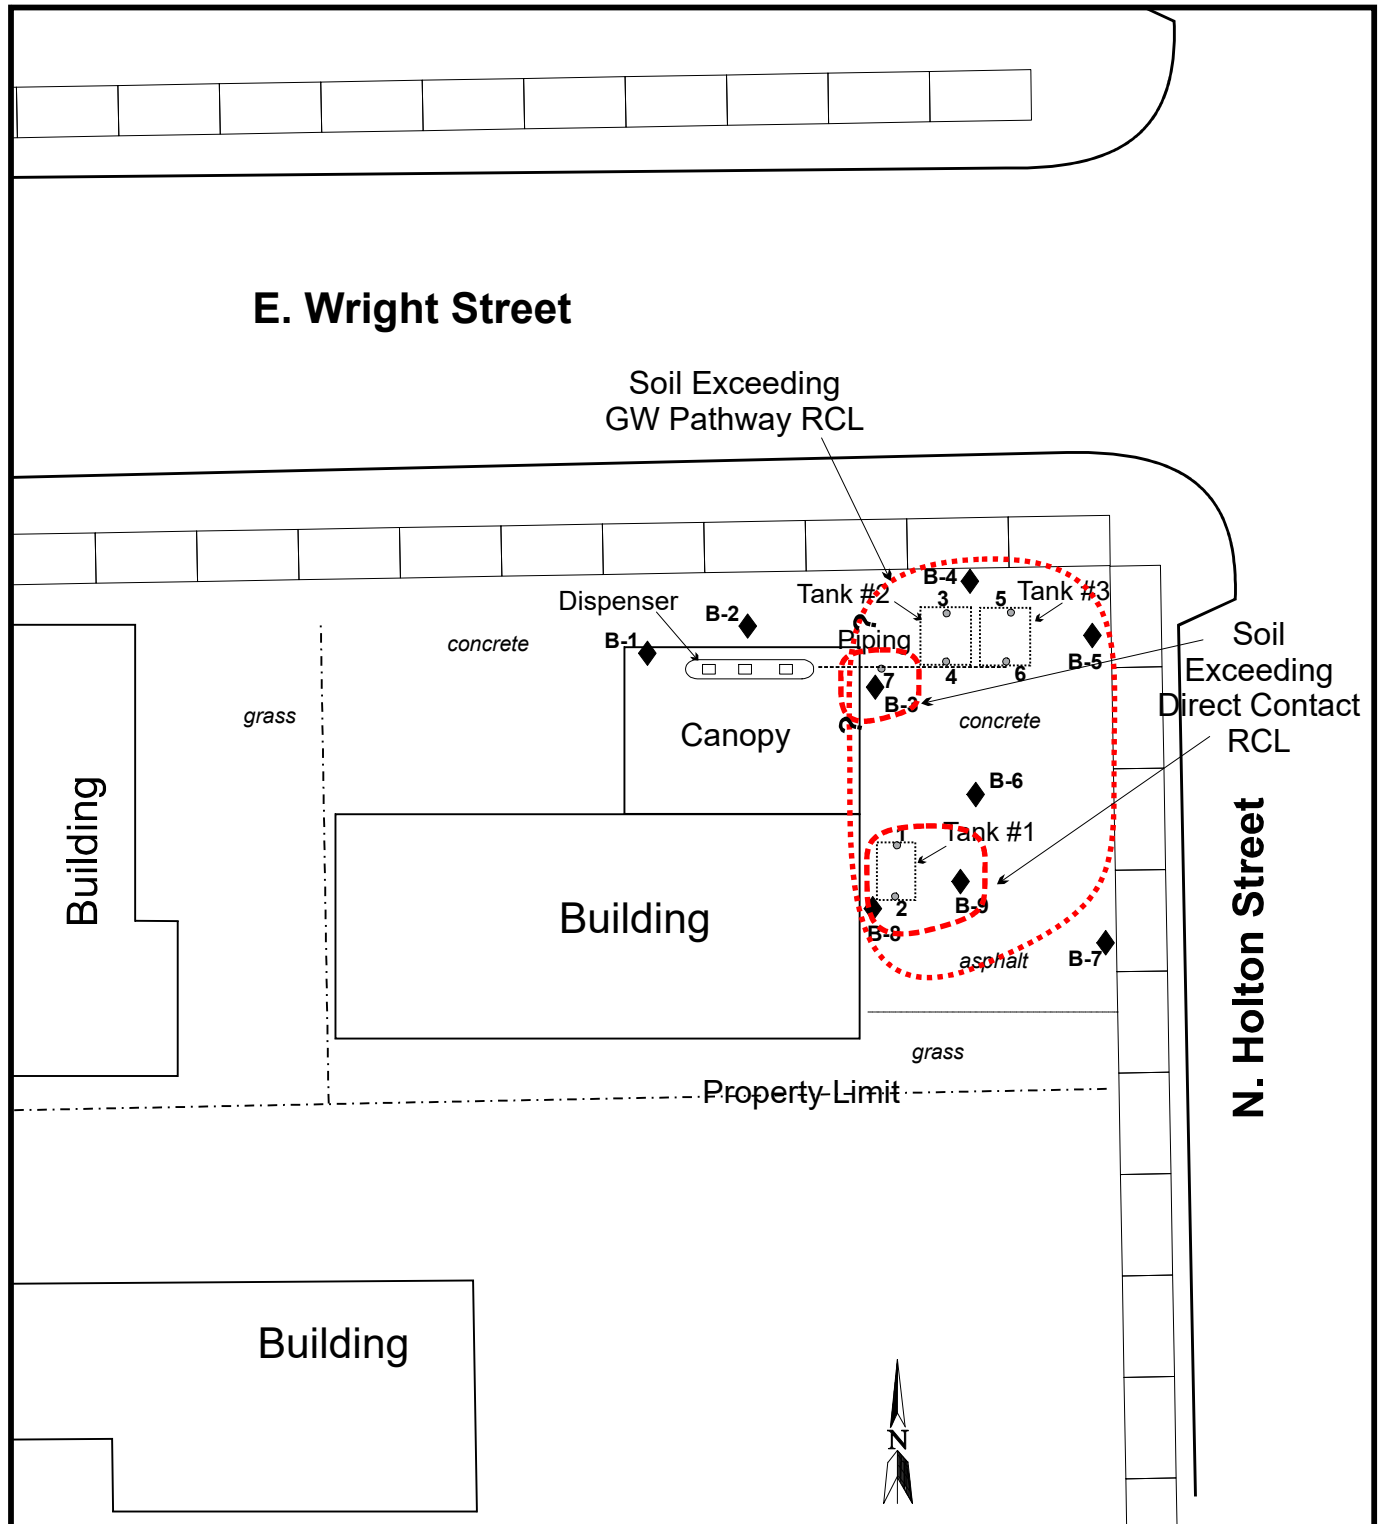 E. Wright Street
Soil Exceeding
GW Pathway RCL
B-4
Tank #2
Tank #3
3
5
Dispenser
B-2
?
B-1
concrete
Piping
B-5
Soil
Exceeding
Direct Contact
RCL
4
6
7
B-3
grass
?
Canopy
concrete
B-6
Building
1
Tank #1
Building
2
B-9
B-8
asphalt
B-7
N. Holton Street
grass
Property Limit
Building
N